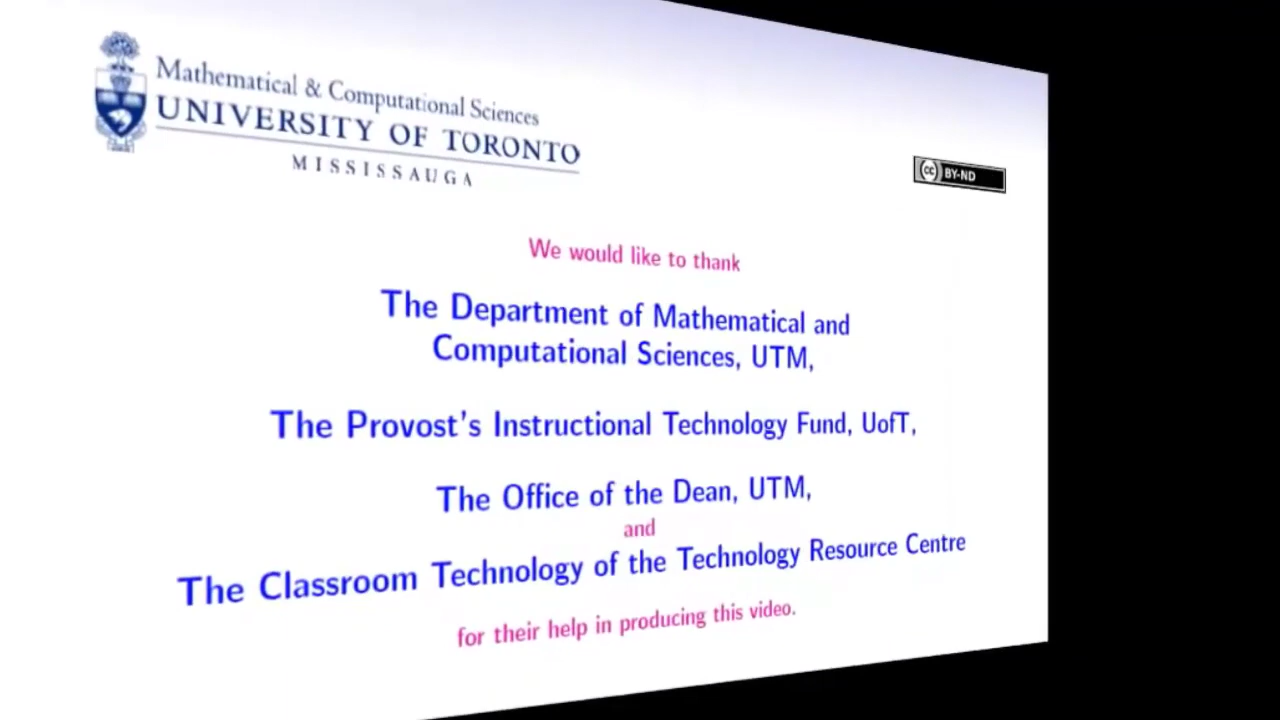 Mathematical & Computational Sciences
UNIVERSITY OF TORONTO
MISSISSAUGA
cc BY-ND
We would like to thank
The Department of Mathematical and
Computational Sciences, UTM,
The Provost's Instructional Technology Fund, UofT,
The Office of the Dean, UTM,
and
The Classroom Technology of the Technology Resource Centre
for their help in producing this video.